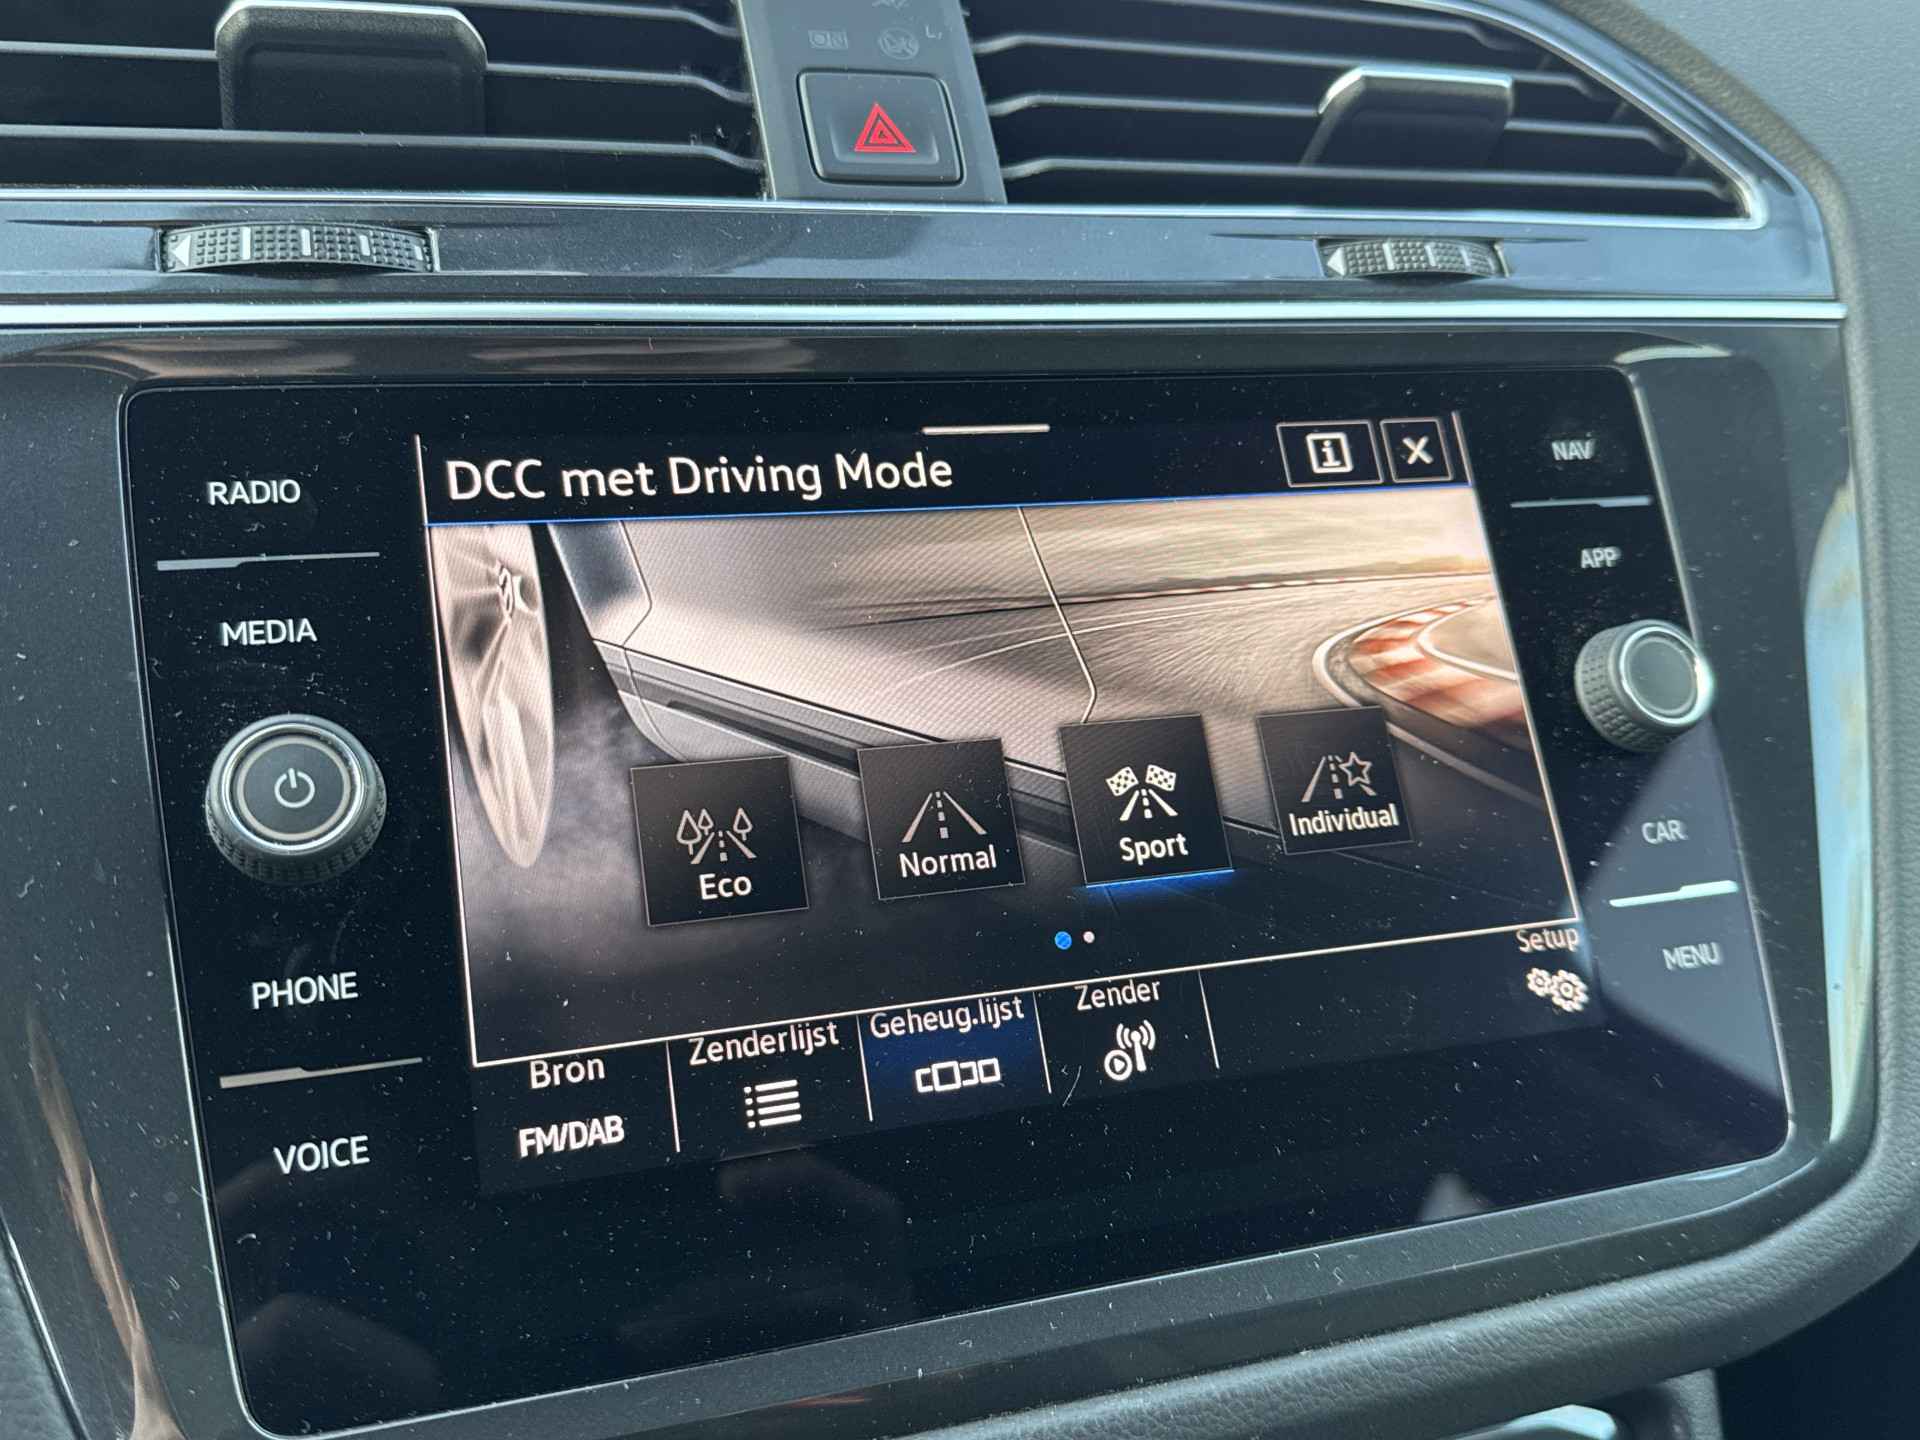 RADIO
MEDIA
PHONE
VOICE
DCC met Driving Mode
i X
Eco
Normal
Sport
Individual
Bron
FM/DAB
Zenderlijst
Geheug.lijst
Zender
Setup
NAV
APP
CAR
MENU